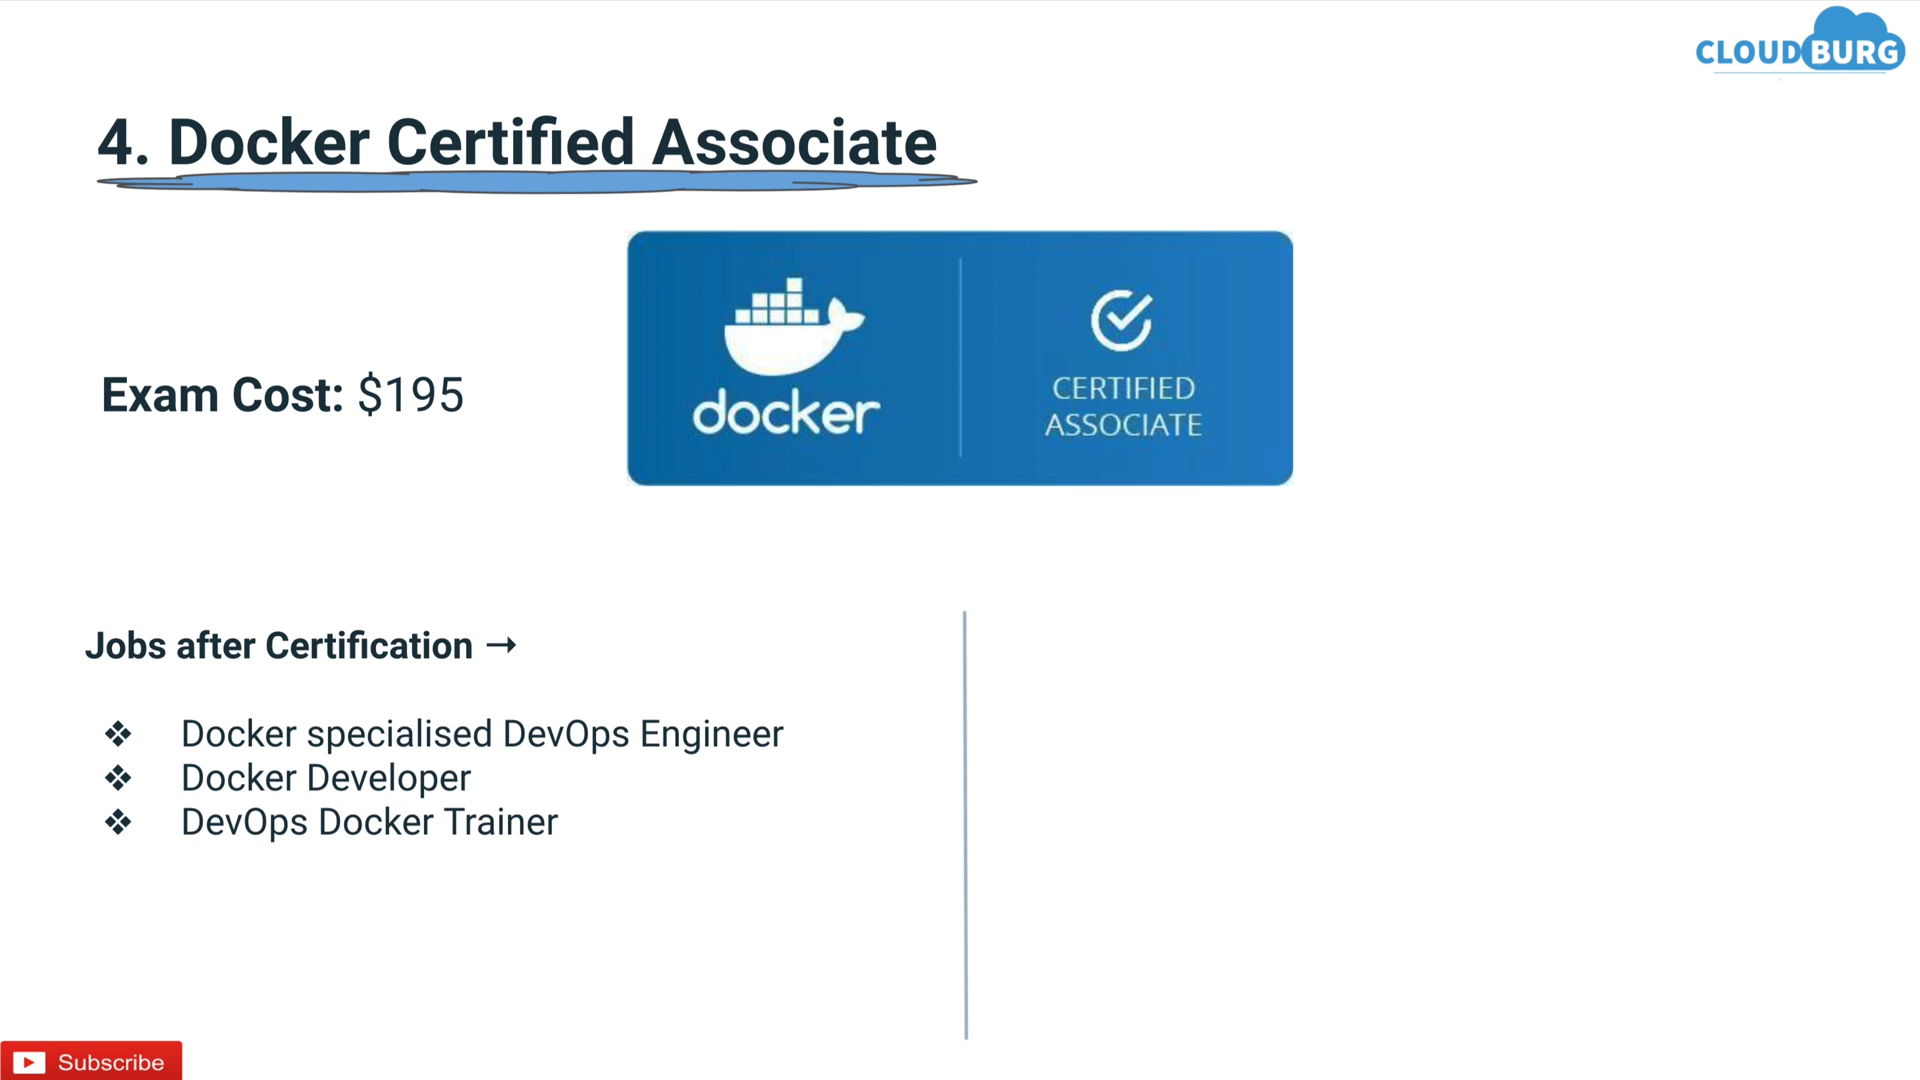 CLOUDBURG
4. Docker Certified Associate
docker
CERTIFIED
ASSOCIATE
Exam Cost: $195
Jobs after Certification →
❖ Docker specialised DevOps Engineer
❖ Docker Developer
❖ DevOps Docker Trainer
Subscribe